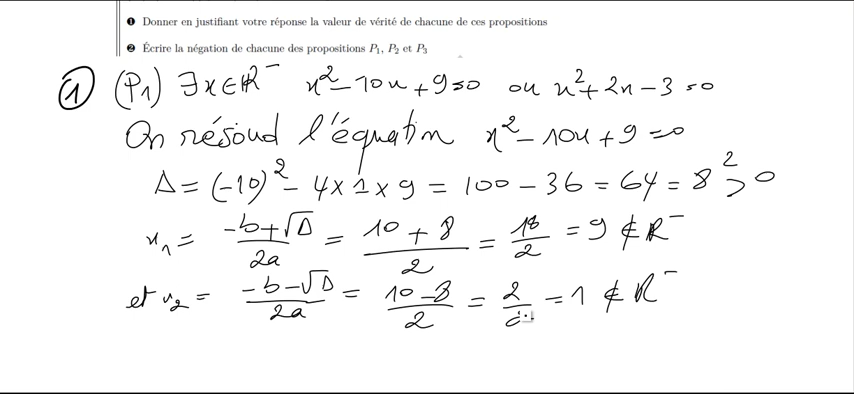 ❶ Donner en justifiant votre réponse la valeur de vérité de chacune de ces propositions
❷ Écrire la négation de chacune des propositions P₁, P₂ et P₃
① (P₁) ∃x∈ℝ⁻ x²-10x+9=0 ou x²+2x-3=0
On résoud l'équation x²-10x+9=0
Δ = (-10)² - 4×1×9 = 100-36 = 64 = 8² > 0
x₁ = (-b+√Δ)/2a = (10+8)/2 = 18/2 = 9 ∉ ℝ⁻
et x₂ = (-b-√Δ)/2a = (10-8)/2 = 2/2 = 1 ∉ ℝ⁻